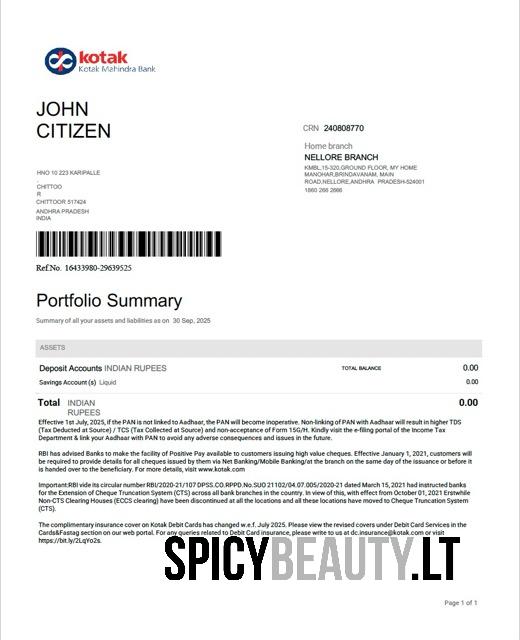 kotak
Kotak Mahindra Bank
JOHN
CITIZEN
CRN 240808770
Home branch
NELLORE BRANCH
KMBL,15-320,GROUND FLOOR, MY HOME
MANOHAR,BRINDAVANAM, MAIN
ROAD,NELLORE,ANDHRA PRADESH-524001
1860 266 2666
HNO 10 223 KARIPALLE
.
CHITTOO
R
CHITTOOR 517424
ANDHRA PRADESH
INDIA
Ref.No. 16433980-29639525
Portfolio Summary
Summary of all your assets and liabilities as on 30 Sep, 2025
ASSETS
Deposit Accounts INDIAN RUPEES TOTAL BALANCE 0.00
Savings Account (s) Liquid 0.00
Total INDIAN RUPEES 0.00
Effective 1st July, 2025, if the PAN is not linked to Aadhaar, the PAN will become inoperative. Non-linking of PAN with Aadhaar will result in higher TDS
(Tax Deducted at Source) / TCS (Tax Collected at Source) and non-acceptance of Form 15G/H. Kindly visit the e-filing portal of the Income Tax
Department & link your Aadhaar with PAN to avoid any adverse consequences and issues in the future.
RBI has advised Banks to make the facility of Positive Pay available to customers issuing high value cheques. Effective January 1, 2021, customers will
be required to provide details for all cheques issued by them via Net Banking/Mobile Banking/at the branch on the same day of the issuance or before it
is handed over to the beneficiary. For more details, visit www.kotak.com
Important:RBI vide its circular number RBI/2020-21/107 DPSS.CO.RPPD.No.SUO 21102/04.07.005/2020-21 dated March 15, 2021 had instructed banks
for the Extension of Cheque Truncation System (CTS) across all bank branches in the country. In view of this, with effect from October 01, 2021 Erstwhile
Non-CTS Clearing Houses (ECCS clearing) have been discontinued at all the locations and all these locations have moved to Cheque Truncation System
(CTS).
The complimentary insurance cover on Kotak Debit Cards has changed w.e.f. July 2025. Please view the revised covers under Debit Card Services in the
Cards&Fastag section on our web portal. For any queries related to Debit Card insurance, please write to us at dc.insurance@kotak.com or visit
https://bit.ly/2LqYo2s.
SPICYBEAUTY.LT
Page 1 of 1